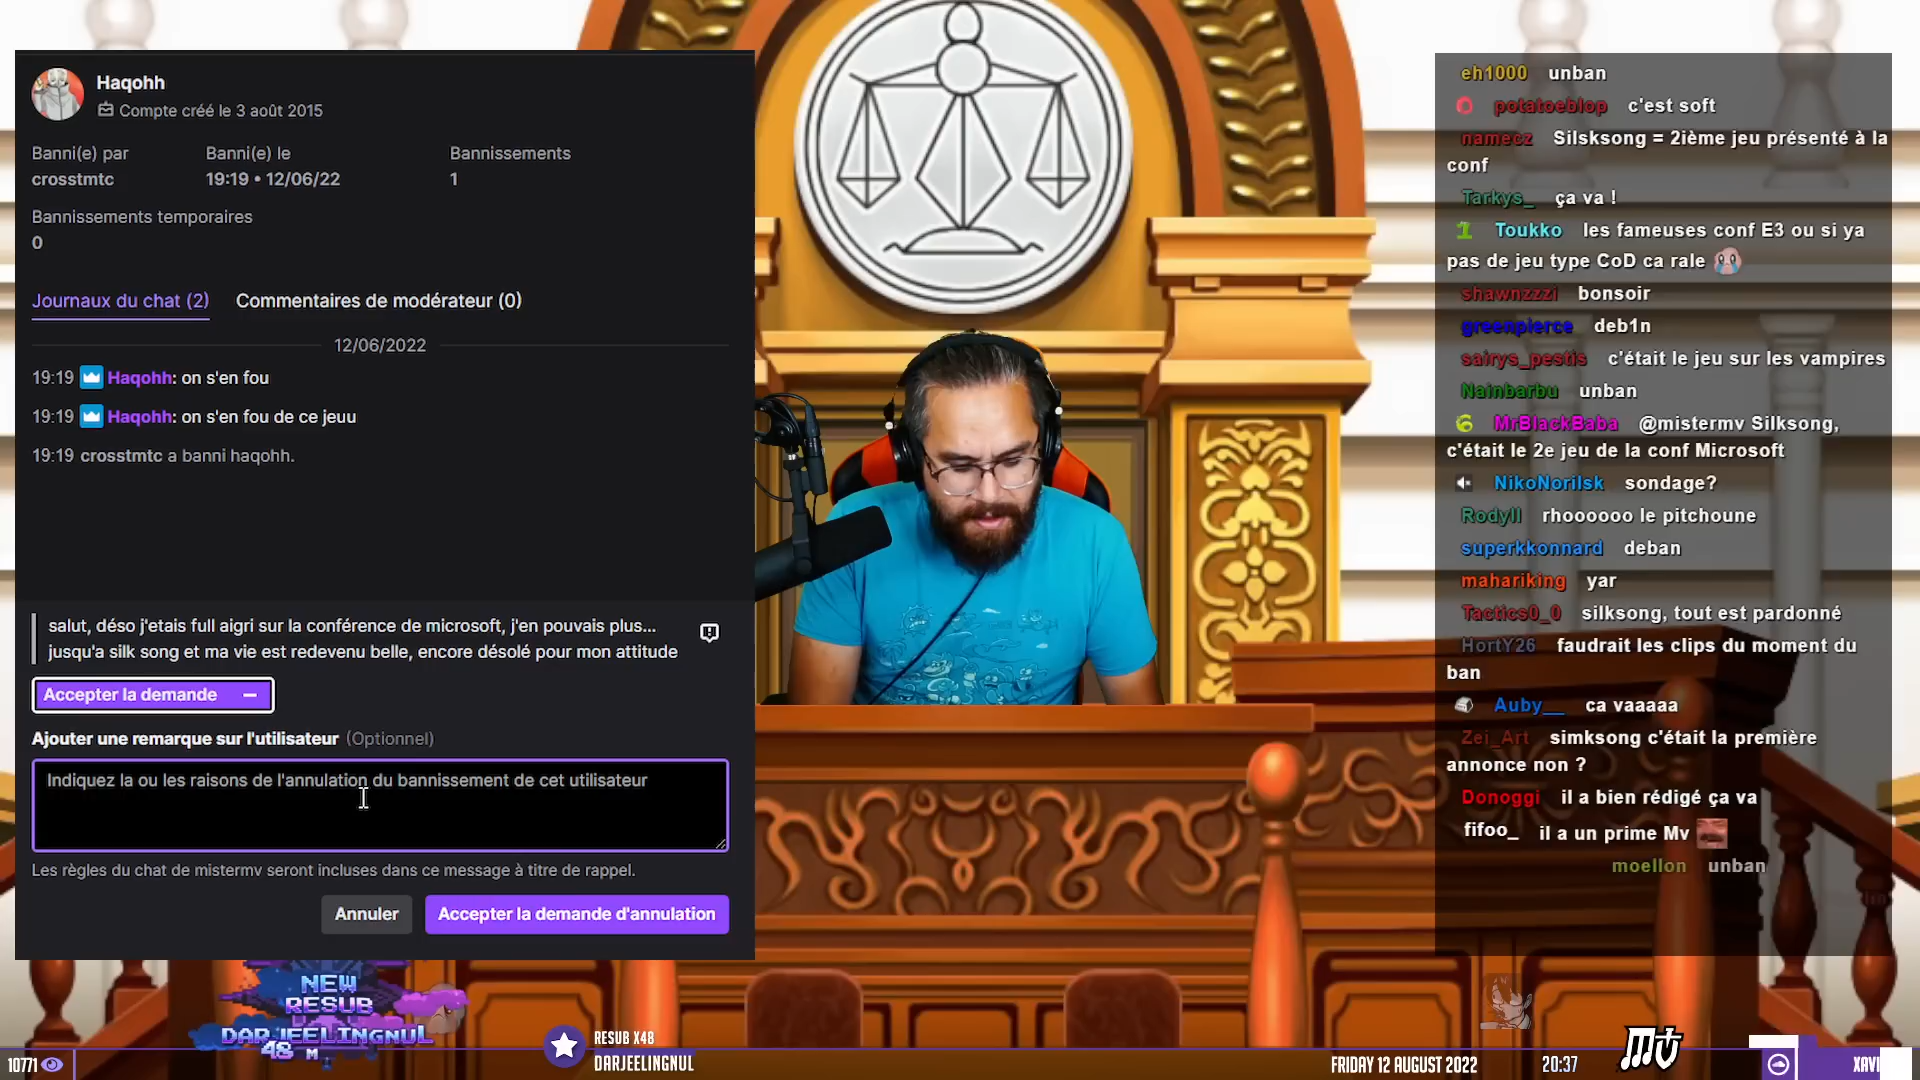 Haqohh
Compte créé le 3 août 2015
Banni(e) par
Banni(e) le
Bannissements
crosstmtc
19:19 • 12/06/22
1
Bannissements temporaires
0
Journaux du chat (2)
Commentaires de modérateur (0)
12/06/2022
19:19 Haqohh: on s'en fou
19:19 Haqohh: on s'en fou de ce jeuu
19:19 crosstmtc a banni haqohh.
salut, déso j'etais full aigri sur la conférence de microsoft, j'en pouvais plus...
jusqu'a silk song et ma vie est redevenu belle, encore désolé pour mon attitude
Accepter la demande
Ajouter une remarque sur l'utilisateur (Optionnel)
Indiquez la ou les raisons de l'annulation du bannissement de cet utilisateur
Les règles du chat de mistermv seront incluses dans ce message à titre de rappel.
Annuler
Accepter la demande d'annulation
eh1000 unban
potatoeblop c'est soft
namecz Silsksong = 2ième jeu présenté à la
conf
Tarkys_ ça va !
Toukko les fameuses conf E3 ou si ya
pas de jeu type CoD ca rale
shawnzzzi bonsoir
greenpierce deb1n
sairys_pestis c'était le jeu sur les vampires
Nainbarbu unban
MrBlackBaba @mistermv Silksong,
c'était le 2e jeu de la conf Microsoft
NikoNorilsk sondage?
Rodyll rhoooooo le pitchoune
superkkonnard deban
mahariking yar
Tactics0_0 silksong, tout est pardonné
HortY26 faudrait les clips du moment du
ban
Auby__ ca vaaaaa
Zei_Art simksong c'était la première
annonce non ?
Donoggi il a bien rédigé ça va
fifoo_ il a un prime Mv
moellon unban
NEW
RESUB
DARJEELINGNUL
48 M
10771
RESUB X48
DARJEELINGNUL
FRIDAY 12 AUGUST 2022
20:37
MV
XAVI